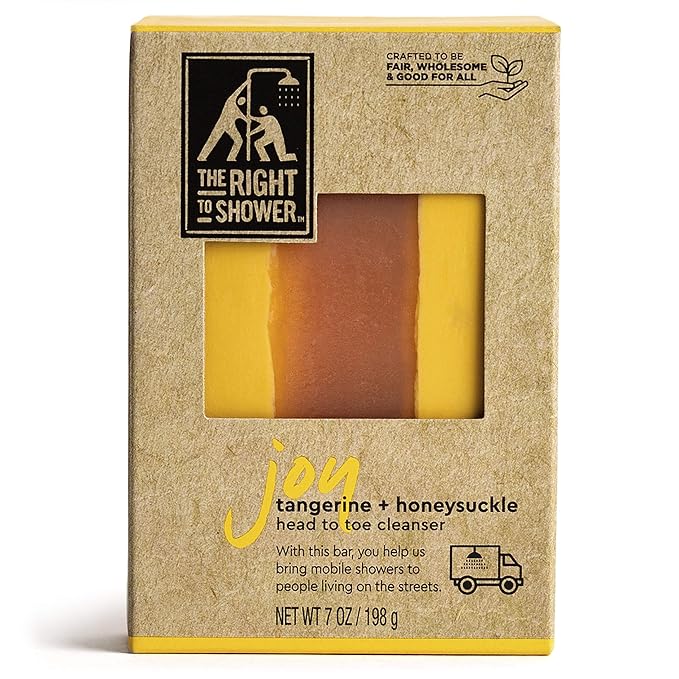 THE RIGHT
TO SHOWER™
CRAFTED TO BE
FAIR, WHOLESOME
& GOOD FOR ALL
joy
tangerine + honeysuckle
head to toe cleanser
With this bar, you help us
bring mobile showers to
people living on the streets.
NET WT 7 OZ / 198 g